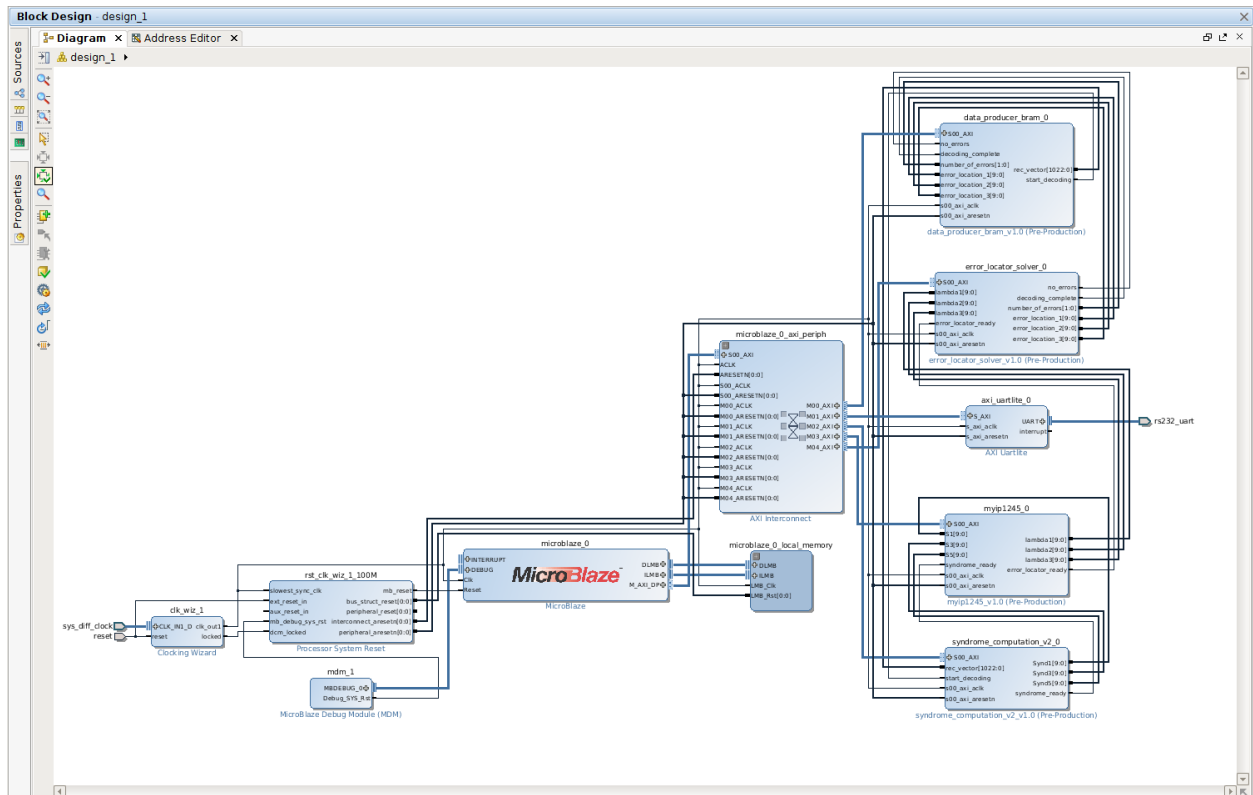 Block Design - design_1
Sources
Properties
Diagram
Address Editor
design_1
data_producer_bram_0
S00_AXI
no_errors
decoding_complete
number_of_errors[1:0]
error_location_1[9:0]
error_location_2[9:0]
error_location_3[9:0]
s00_axi_aclk
s00_axi_aresetn
rec_vector[1022:0]
start_decoding
data_producer_bram_v1.0 (Pre-Production)
error_locator_solver_0
S00_AXI
lambda1[9:0]
lambda2[9:0]
lambda3[9:0]
error_locator_ready
s00_axi_aclk
s00_axi_aresetn
no_errors
decoding_complete
number_of_errors[1:0]
error_location_1[9:0]
error_location_2[9:0]
error_location_3[9:0]
error_locator_solver_v1.0 (Pre-Production)
microblaze_0_axi_periph
S00_AXI
ACLK
ARESETN[0:0]
S00_ACLK
S00_ARESETN[0:0]
M00_ACLK
M00_ARESETN[0:0]
M01_ACLK
M01_ARESETN[0:0]
M02_ACLK
M02_ARESETN[0:0]
M03_ACLK
M03_ARESETN[0:0]
M04_ACLK
M04_ARESETN[0:0]
M00_AXI
M01_AXI
M02_AXI
M03_AXI
M04_AXI
AXI Interconnect
axi_uartlite_0
S_AXI
s_axi_aclk
s_axi_aresetn
UART
interrupt
AXI Uartlite
rs232_uart
myip1245_0
S00_AXI
S1[9:0]
S3[9:0]
S5[9:0]
syndrome_ready
s00_axi_aclk
s00_axi_aresetn
lambda1[9:0]
lambda2[9:0]
lambda3[9:0]
error_locator_ready
myip1245_v1.0 (Pre-Production)
microblaze_0
INTERRUPT
DEBUG
Clk
Reset
MicroBlaze
DLMB
ILMB
M_AXI_DP
MicroBlaze
microblaze_0_local_memory
DLMB
ILMB
LMB_Clk
LMB_Rst[0:0]
rst_clk_wiz_1_100M
slowest_sync_clk
ext_reset_in
aux_reset_in
mb_debug_sys_rst
dcm_locked
mb_reset
bus_struct_reset[0:0]
peripheral_reset[0:0]
interconnect_aresetn[0:0]
peripheral_aresetn[0:0]
Processor System Reset
sys_diff_clock
reset
clk_wiz_1
CLK_IN1_D
reset
clk_out1
locked
Clocking Wizard
mdm_1
MBDEBUG_0
Debug_SYS_Rst
MicroBlaze Debug Module (MDM)
syndrome_computation_v2_0
S00_AXI
rec_vector[1022:0]
start_decoding
s00_axi_aclk
s00_axi_aresetn
Synd1[9:0]
Synd3[9:0]
Synd5[9:0]
syndrome_ready
syndrome_computation_v2_v1.0 (Pre-Production)